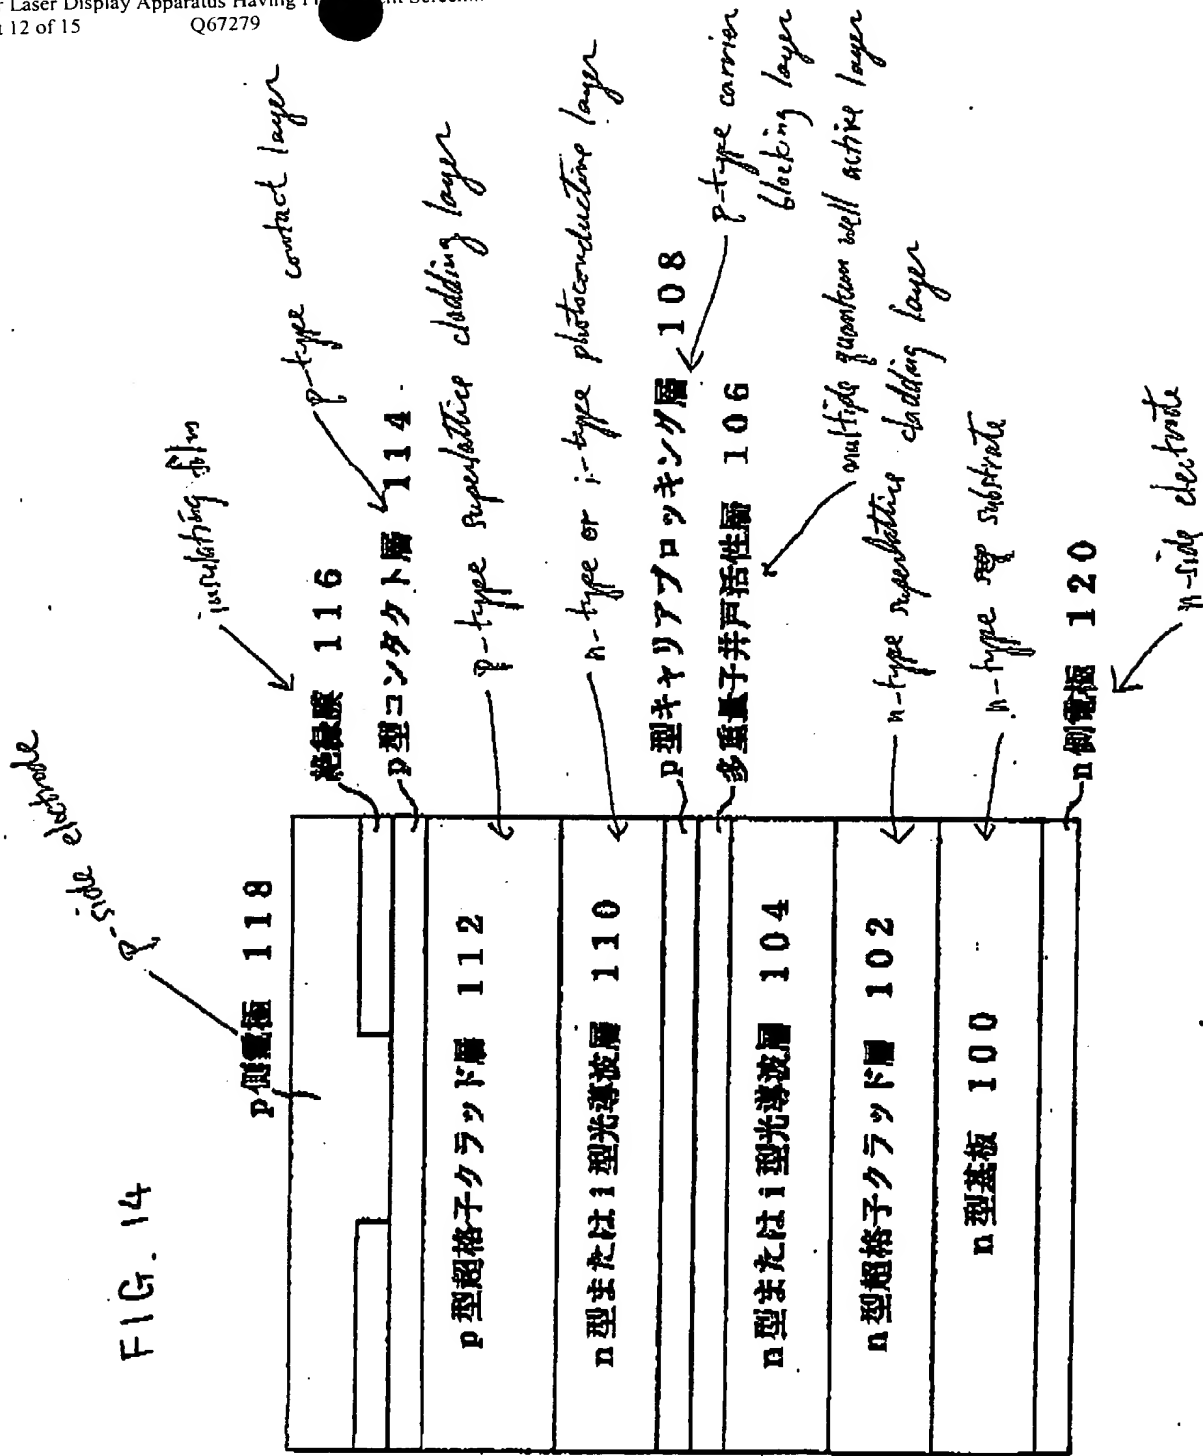 Laser Display Apparatus Having
12 of 15 Q67279
FIG. 14
p-side electrode
p側電極 118
insulating film
絶縁膜 116
p-type contact layer
p型コンタクト層 114
p型超格子クラッド層 112
p-type superlattice cladding layer
n型またはi型光導波層 110
n-type or i-type photoconductive layer
p型キャリアブロッキング層 108
p-type carrier
blocking layer
多重量子井戸活性層 106
multiple quantum well active layer
n型またはi型光導波層 104
n型超格子クラッド層 102
n-type superlattice cladding layer
n型基板 100
n-type substrate
n側電極 120
n-side electrode